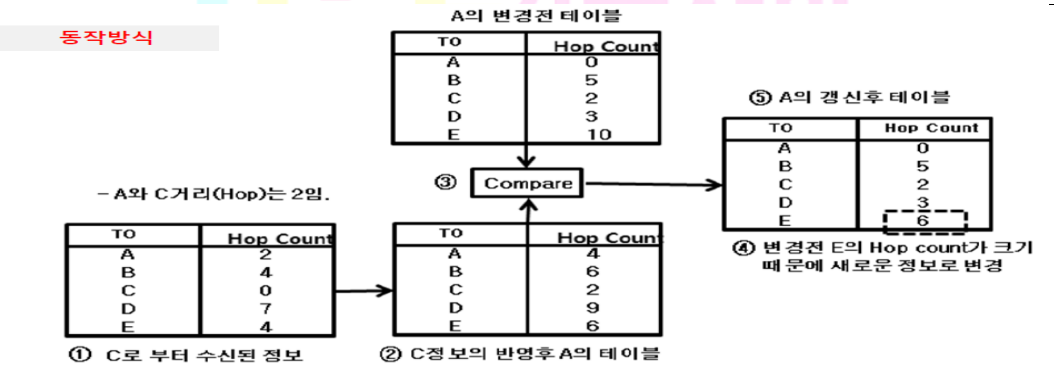 동작방식
A의 변경전 테이블
TO Hop Count
A 0
B 5
C 2
D 3
E 10
⑤ A의 갱신후 테이블
TO Hop Count
A 0
B 5
C 2
D 3
E 6
③ Compare
- A와 C거리(Hop)는 2임.
④ 변경전 E의 Hop count가 크기
때문에 새로운 정보로 변경
TO Hop Count
A 2
B 4
C 0
D 7
E 4
① C로 부터 수신된 정보
TO Hop Count
A 4
B 6
C 2
D 9
E 6
② C정보의 반영후 A의 테이블